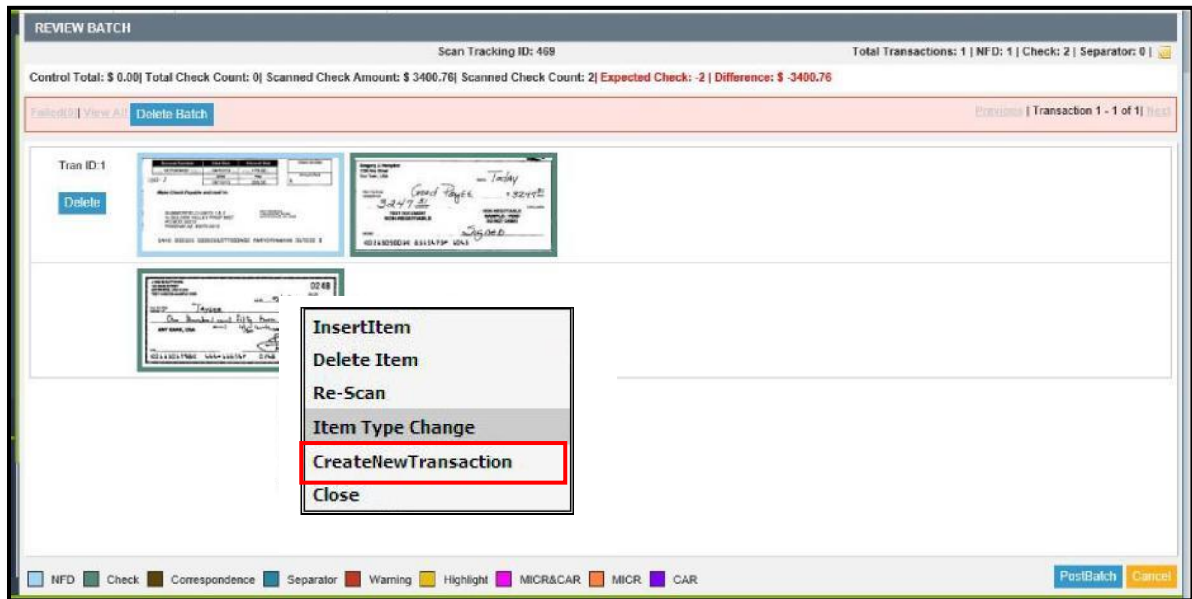 REVIEW BATCH
Scan Tracking ID: 469 Total Transactions: 1 | NFD: 1 | Check: 2 | Separator: 0 |
Control Total: $ 0.00| Total Check Count: 0| Scanned Check Amount: $ 3400.76| Scanned Check Count: 2| Expected Check: -2 | Difference: $ -3400.76
Failed(0)| View All Delete Batch Previous | Transaction 1 - 1 of 1| Next
Tran ID:1
Delete
Today
Good Payee
3247
Signed
0248
InsertItem
Delete Item
Re-Scan
Item Type Change
CreateNewTransaction
Close
NFD Check Correspondence Separator Warning Highlight MICR&CAR MICR CAR PostBatch Cancel